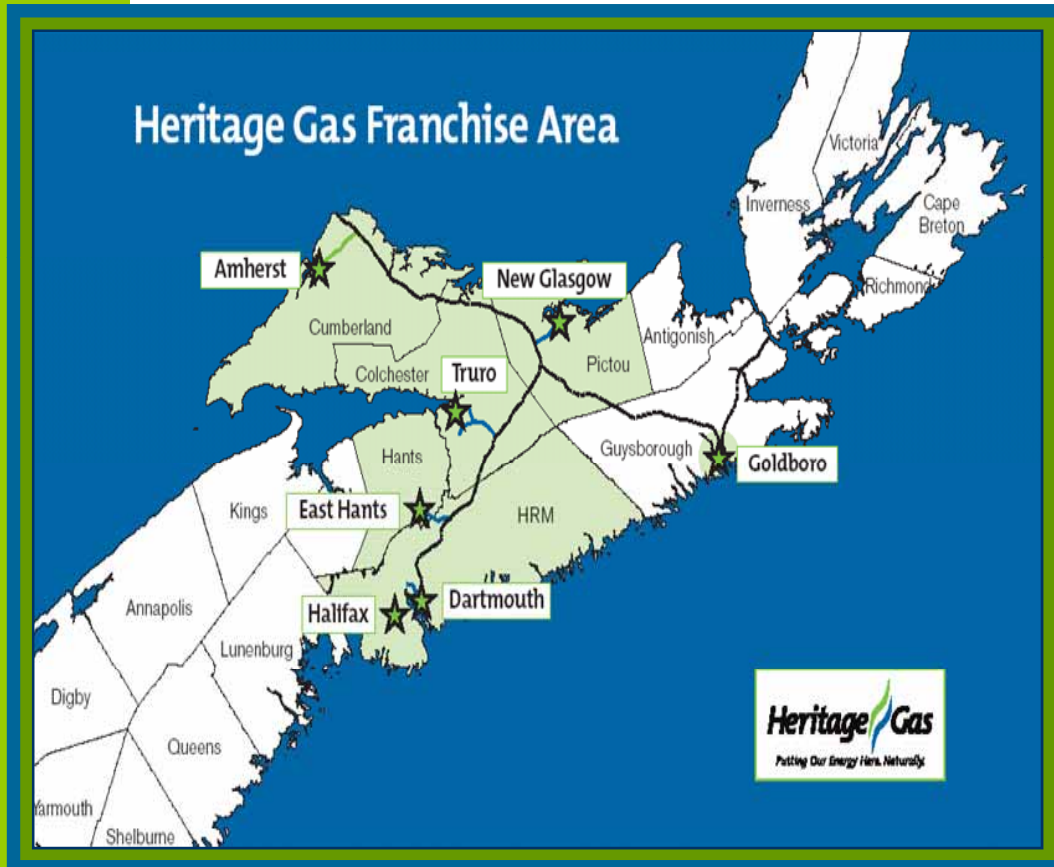 Heritage Gas Franchise Area
Victoria
Inverness
Cape
Breton
Richmond
Amherst
New Glasgow
Antigonish
Cumberland
Pictou
Colchester
Truro
Guysborough
Goldboro
Hants
Kings
East Hants
HRM
Halifax
Dartmouth
Annapolis
Lunenburg
Digby
Queens
Yarmouth
Shelburne
Heritage Gas
Putting Our Energy Here. Naturally.